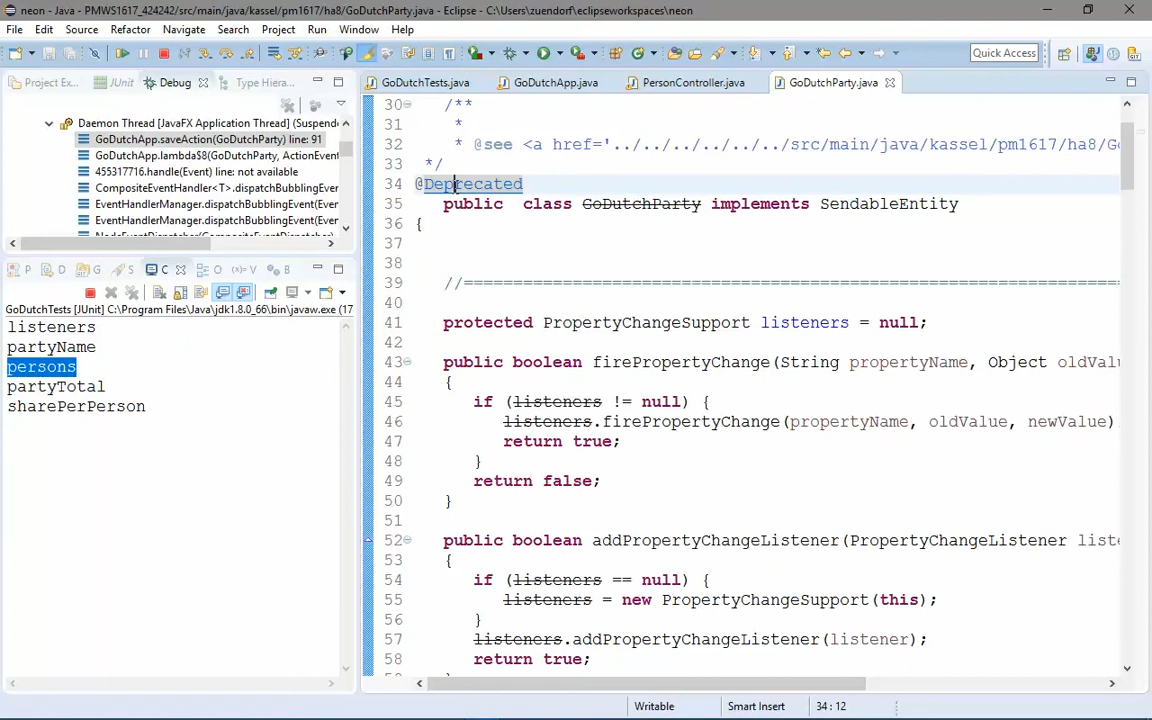 neon - Java - PMWS1617_424242/src/main/java/kassel/pm1617/ha8/GoDutchParty.java - Eclipse - C:\Users\zuendorf\eclipseworkspaces\neon
File Edit Source Refactor Navigate Search Project Run Window Help
Quick Access
Project Ex... JUnit Debug Type Hiera...
Daemon Thread [JavaFX Application Thread] (Suspend
GoDutchApp.saveAction(GoDutchParty) line: 91
GoDutchApp.lambda$8(GoDutchParty, ActionEvent
455317716.handle(Event) line: not available
CompositeEventHandler<T>.dispatchBubblingEven
EventHandlerManager.dispatchBubblingEvent(Even
EventHandlerManager.dispatchBubblingEvent(Even
P D G S C O V B
GoDutchTests [JUnit] C:\Program Files\Java\jdk1.8.0_66\bin\javaw.exe (17
listeners
partyName
persons
partyTotal
sharePerPerson
GoDutchTests.java GoDutchApp.java PersonController.java GoDutchParty.java
30 /**
31 *
32 * @see <a href='../../../../../../src/main/java/kassel/pm1617/ha8/Go
33 */
34 @Deprecated
35 public class GoDutchParty implements SendableEntity
36 {
37
38
39 //======================================================================
40
41 protected PropertyChangeSupport listeners = null;
42
43 public boolean firePropertyChange(String propertyName, Object oldValu
44 {
45 if (listeners != null) {
46 listeners.firePropertyChange(propertyName, oldValue, newValue)
47 return true;
48 }
49 return false;
50 }
51
52 public boolean addPropertyChangeListener(PropertyChangeListener liste
53 {
54 if (listeners == null) {
55 listeners = new PropertyChangeSupport(this);
56 }
57 listeners.addPropertyChangeListener(listener);
58 return true;
Writable Smart Insert 34 : 12